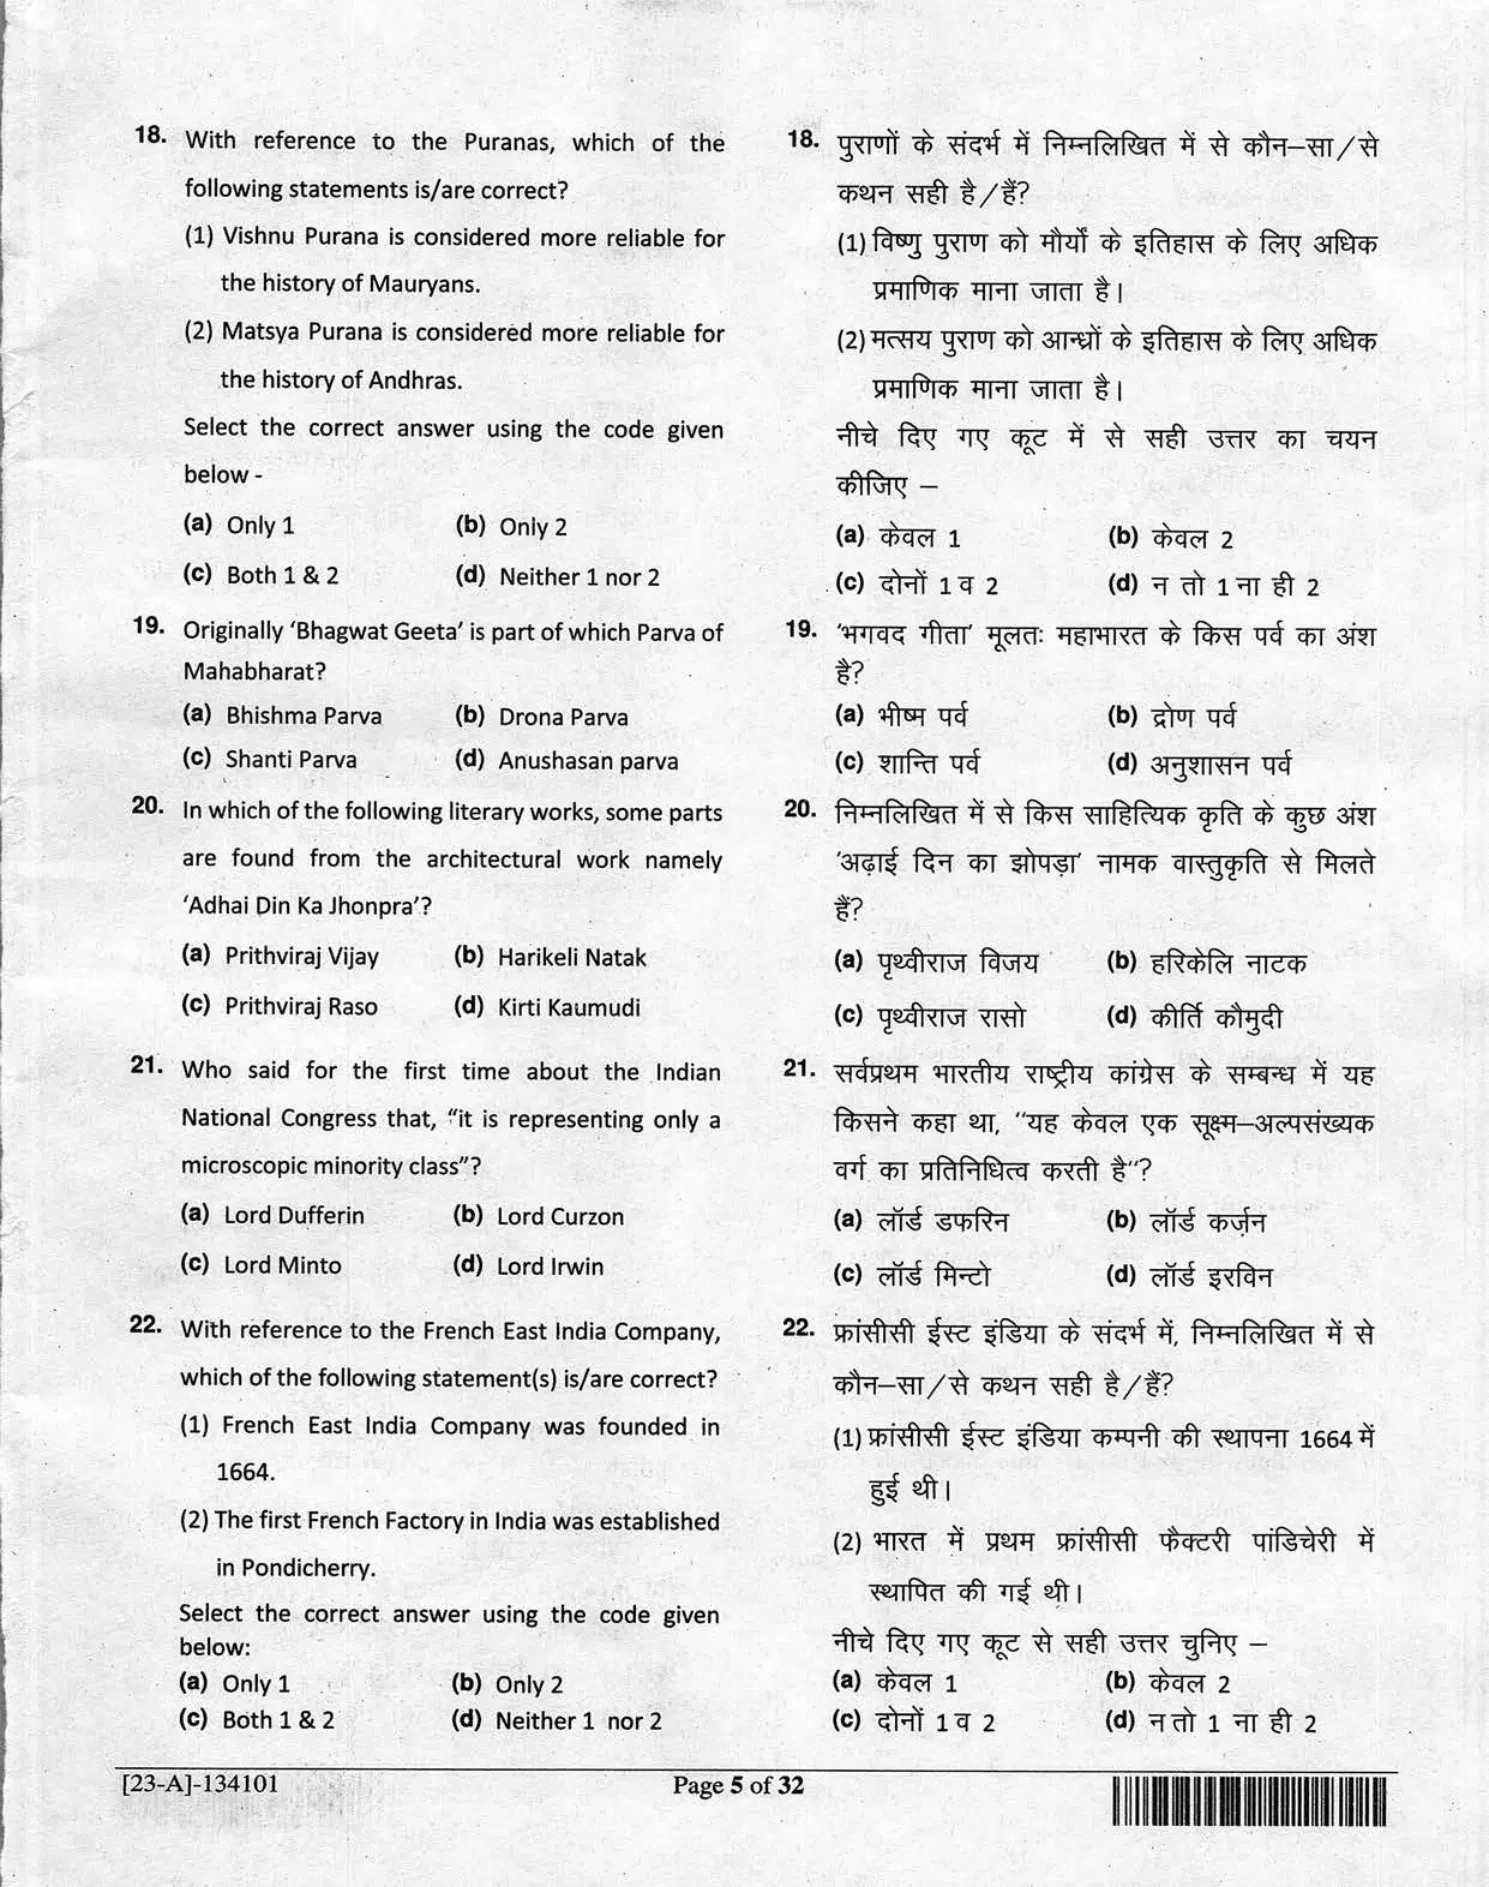 18. With reference to the Puranas, which of the
following statements is/are correct?
(1) Vishnu Purana is considered more reliable for
the history of Mauryans.
(2) Matsya Purana is considered more reliable for
the history of Andhras.
Select the correct answer using the code given
below -
(a) Only 1 (b) Only 2
(c) Both 1 & 2 (d) Neither 1 nor 2
19. Originally ‘Bhagwat Geeta’ is part of which Parva of
Mahabharat?
(a) Bhishma Parva (b) Drona Parva
(c) Shanti Parva (d) Anushasan parva
20. In which of the following literary works, some parts
are found from the architectural work namely
‘Adhai Din Ka Jhonpra’?
(a) Prithviraj Vijay (b) Harikeli Natak
(c) Prithviraj Raso (d) Kirti Kaumudi
21. Who said for the first time about the Indian
National Congress that, “it is representing only a
microscopic minority class”?
(a) Lord Dufferin (b) Lord Curzon
(c) Lord Minto (d) Lord Irwin
22. With reference to the French East India Company,
which of the following statement(s) is/are correct?
(1) French East India Company was founded in
1664.
(2) The first French Factory in India was established
in Pondicherry.
Select the correct answer using the code given
below:
(a) Only 1 (b) Only 2
(c) Both 1 & 2 (d) Neither 1 nor 2
18. पुराणों के संदर्भ में निम्नलिखित में से कौन–सा/से
कथन सही है/हैं?
(1) विष्णु पुराण को मौर्यों के इतिहास के लिए अधिक
प्रमाणिक माना जाता है।
(2) मत्सय पुराण को आन्ध्रों के इतिहास के लिए अधिक
प्रमाणिक माना जाता है।
नीचे दिए गए कूट में से सही उत्तर का चयन
कीजिए –
(a) केवल 1 (b) केवल 2
(c) दोनों 1 व 2 (d) न तो 1 ना ही 2
19. ‘भगवद गीता’ मूलतः महाभारत के किस पर्व का अंश
है?
(a) भीष्म पर्व (b) द्रोण पर्व
(c) शान्ति पर्व (d) अनुशासन पर्व
20. निम्नलिखित में से किस साहित्यिक कृति के कुछ अंश
‘अढ़ाई दिन का झोपड़ा’ नामक वास्तुकृति से मिलते
हैं?
(a) पृथ्वीराज विजय (b) हरिकेलि नाटक
(c) पृथ्वीराज रासो (d) कीर्ति कौमुदी
21. सर्वप्रथम भारतीय राष्ट्रीय कांग्रेस के सम्बन्ध में यह
किसने कहा था, “यह केवल एक सूक्ष्म–अल्पसंख्यक
वर्ग का प्रतिनिधित्व करती है”?
(a) लॉर्ड डफरिन (b) लॉर्ड कर्ज़न
(c) लॉर्ड मिन्टो (d) लॉर्ड इरविन
22. फ्रांसीसी ईस्ट इंडिया के संदर्भ में, निम्नलिखित में से
कौन–सा/से कथन सही है/हैं?
(1) फ्रांसीसी ईस्ट इंडिया कम्पनी की स्थापना 1664 में
हुई थी।
(2) भारत में प्रथम फ्रांसीसी फैक्टरी पांडिचेरी में
स्थापित की गई थी।
नीचे दिए गए कूट से सही उत्तर चुनिए –
(a) केवल 1 (b) केवल 2
(c) दोनों 1 व 2 (d) न तो 1 ना ही 2
[23-A]-134101 Page 5 of 32